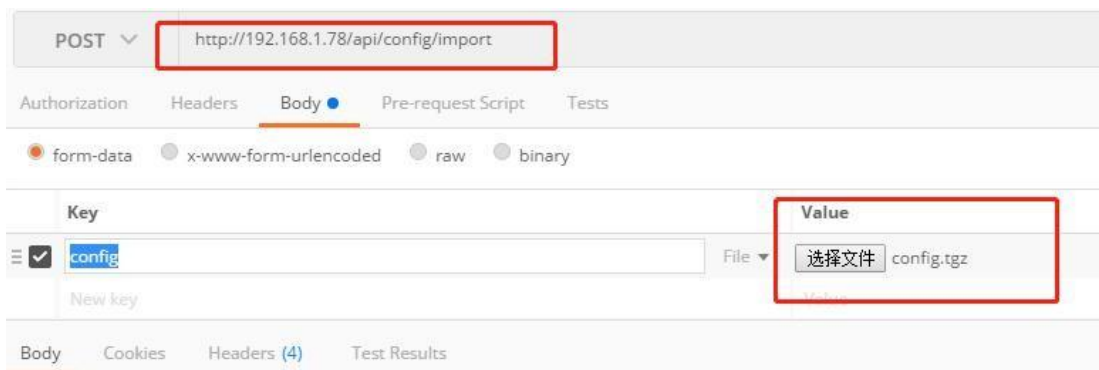 POST http://192.168.1.78/api/config/import
Authorization Headers Body Pre-request Script Tests
form-data x-www-form-urlencoded raw binary
Key Value
config File 选择文件 config.tgz
New key Value
Body Cookies Headers (4) Test Results